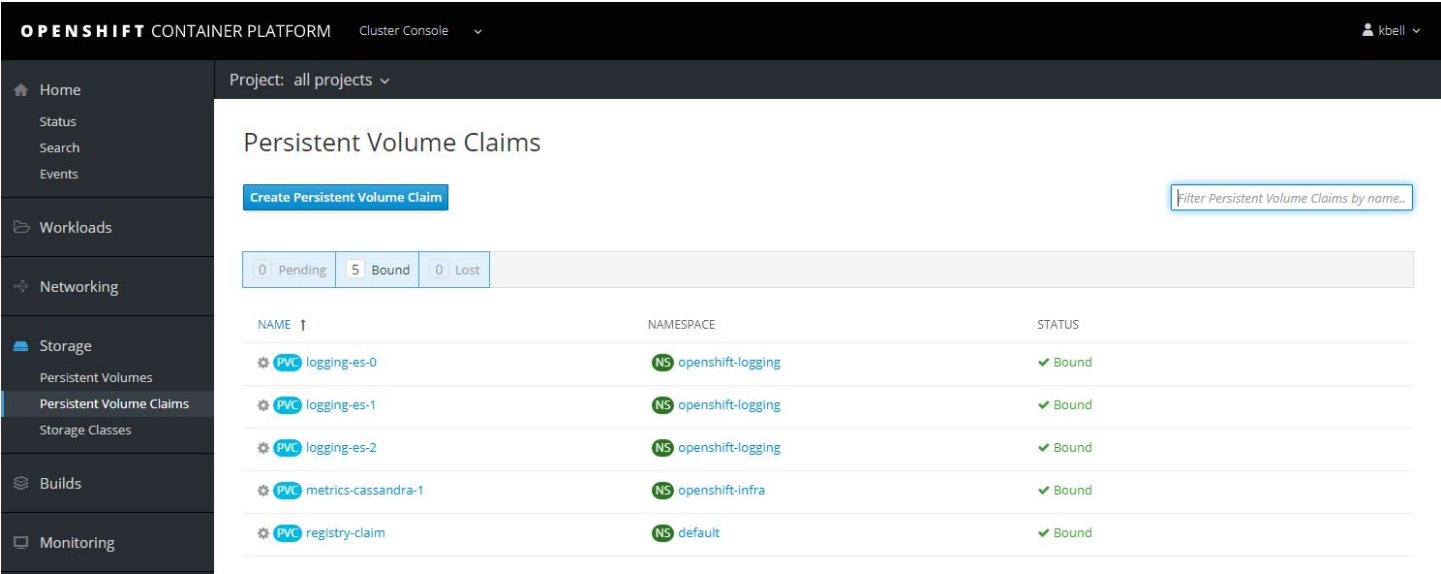 OPENSHIFT CONTAINER PLATFORM Cluster Console kbell
Project: all projects
Home
Status
Search
Events
Workloads
Networking
Storage
Persistent Volumes
Persistent Volume Claims
Storage Classes
Builds
Monitoring
Persistent Volume Claims
Create Persistent Volume Claim Filter Persistent Volume Claims by name..
0 Pending 5 Bound 0 Lost
NAME NAMESPACE STATUS
PVC logging-es-0 NS openshift-logging Bound
PVC logging-es-1 NS openshift-logging Bound
PVC logging-es-2 NS openshift-logging Bound
PVC metrics-cassandra-1 NS openshift-infra Bound
PVC registry-claim NS default Bound